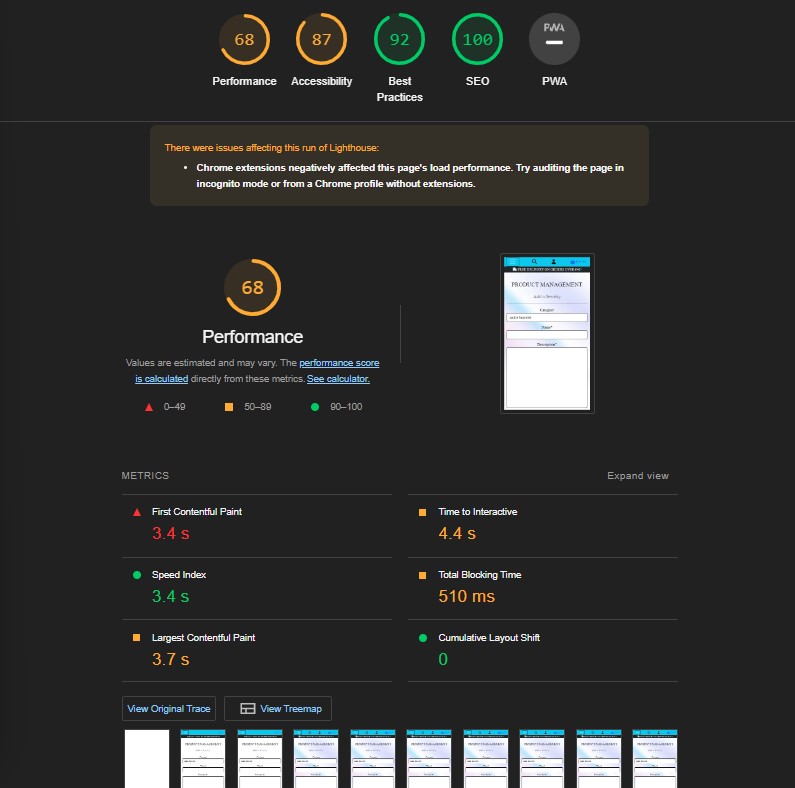 68 87 92 100 PWA
Performance Accessibility Best Practices SEO PWA
There were issues affecting this run of Lighthouse:
• Chrome extensions negatively affected this page's load performance. Try auditing the page in
incognito mode or from a Chrome profile without extensions.
68
Performance
Values are estimated and may vary. The performance score
is calculated directly from these metrics. See calculator.
0–49 50–89 90–100
PRODUCT MANAGEMENT
METRICS Expand view
First Contentful Paint
3.4 s
Time to Interactive
4.4 s
Speed Index
3.4 s
Total Blocking Time
510 ms
Largest Contentful Paint
3.7 s
Cumulative Layout Shift
0
View Original Trace View Treemap